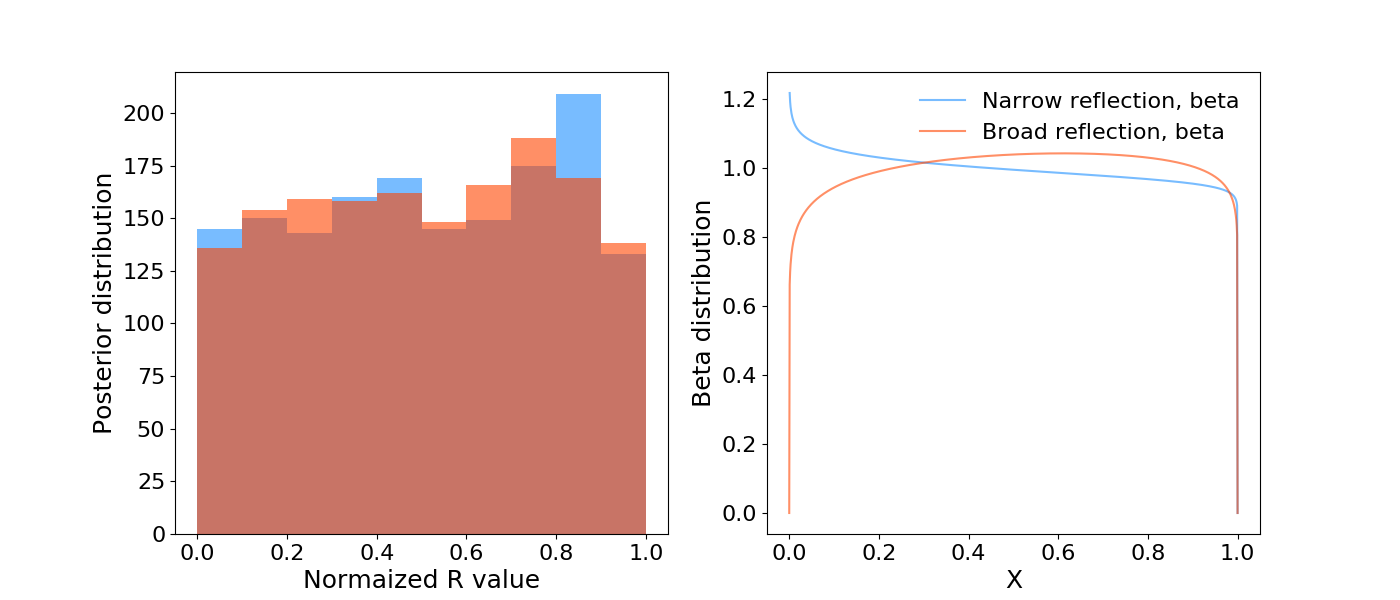 Posterior distribution
200
175
150
125
100
75
50
25
0
0.0 0.2 0.4 0.6 0.8 1.0
Normaized R value
Beta distribution
1.2
1.0
0.8
0.6
0.4
0.2
0.0
Narrow reflection, beta
Broad reflection, beta
0.0 0.2 0.4 0.6 0.8 1.0
X